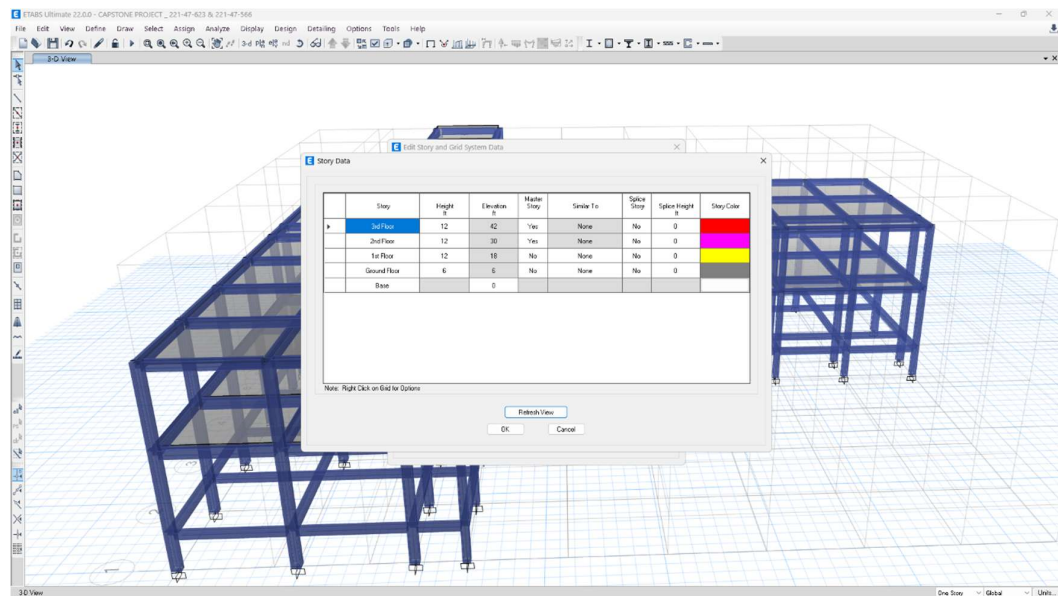 ETABS Ultimate 22.0.0 - CAPSTONE PROJECT _ 221-47-623 & 221-47-566
File Edit View Define Draw Select Assign Analyze Display Design Detailing Options Tools Help
3-D View
Edit Story and Grid System Data
Story Data
Story Height ft Elevation ft Master Story Similar To Splice Story Splice Height ft Story Color
3rd Floor 12 42 Yes None No 0
2nd Floor 12 30 Yes None No 0
1st Floor 12 18 No None No 0
Ground Floor 6 6 No None No 0
Base 0
Note: Right Click on Grid for Options
Refresh View
OK Cancel
3-D View One Story Global Units...